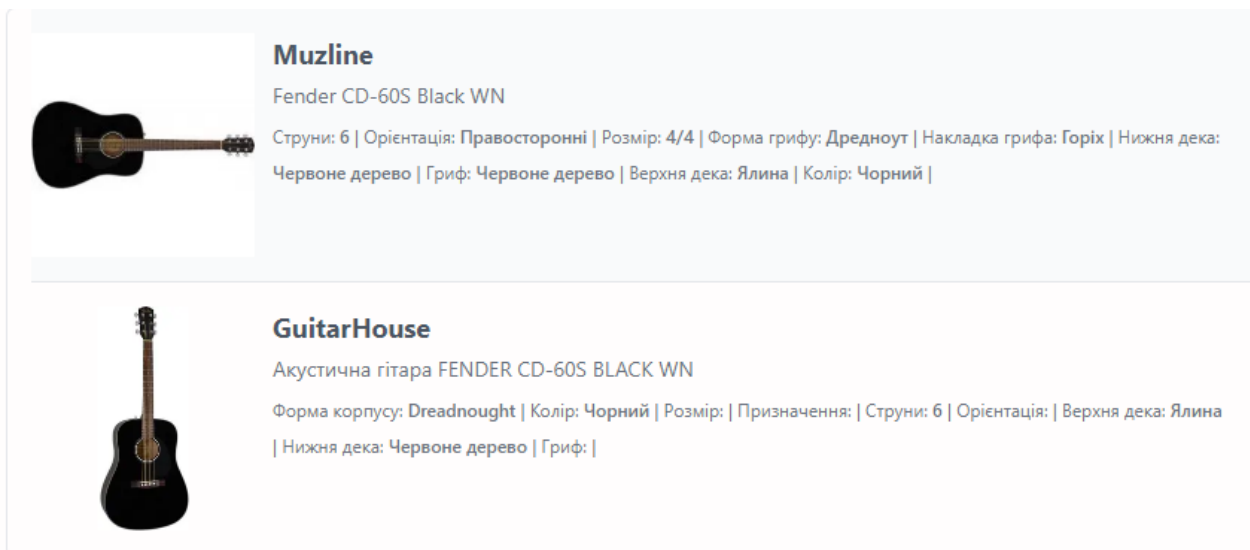 Muzline
Fender CD-60S Black WN
Струни: 6 | Орієнтація: Правосторонні | Розмір: 4/4 | Форма грифу: Дредноут | Накладка грифа: Горіх | Нижня дека:
Червоне дерево | Гриф: Червоне дерево | Верхня дека: Ялина | Колір: Чорний |
GuitarHouse
Акустична гітара FENDER CD-60S BLACK WN
Форма корпусу: Dreadnought | Колір: Чорний | Розмір: | Призначення: | Струни: 6 | Орієнтація: | Верхня дека: Ялина
| Нижня дека: Червоне дерево | Гриф: |